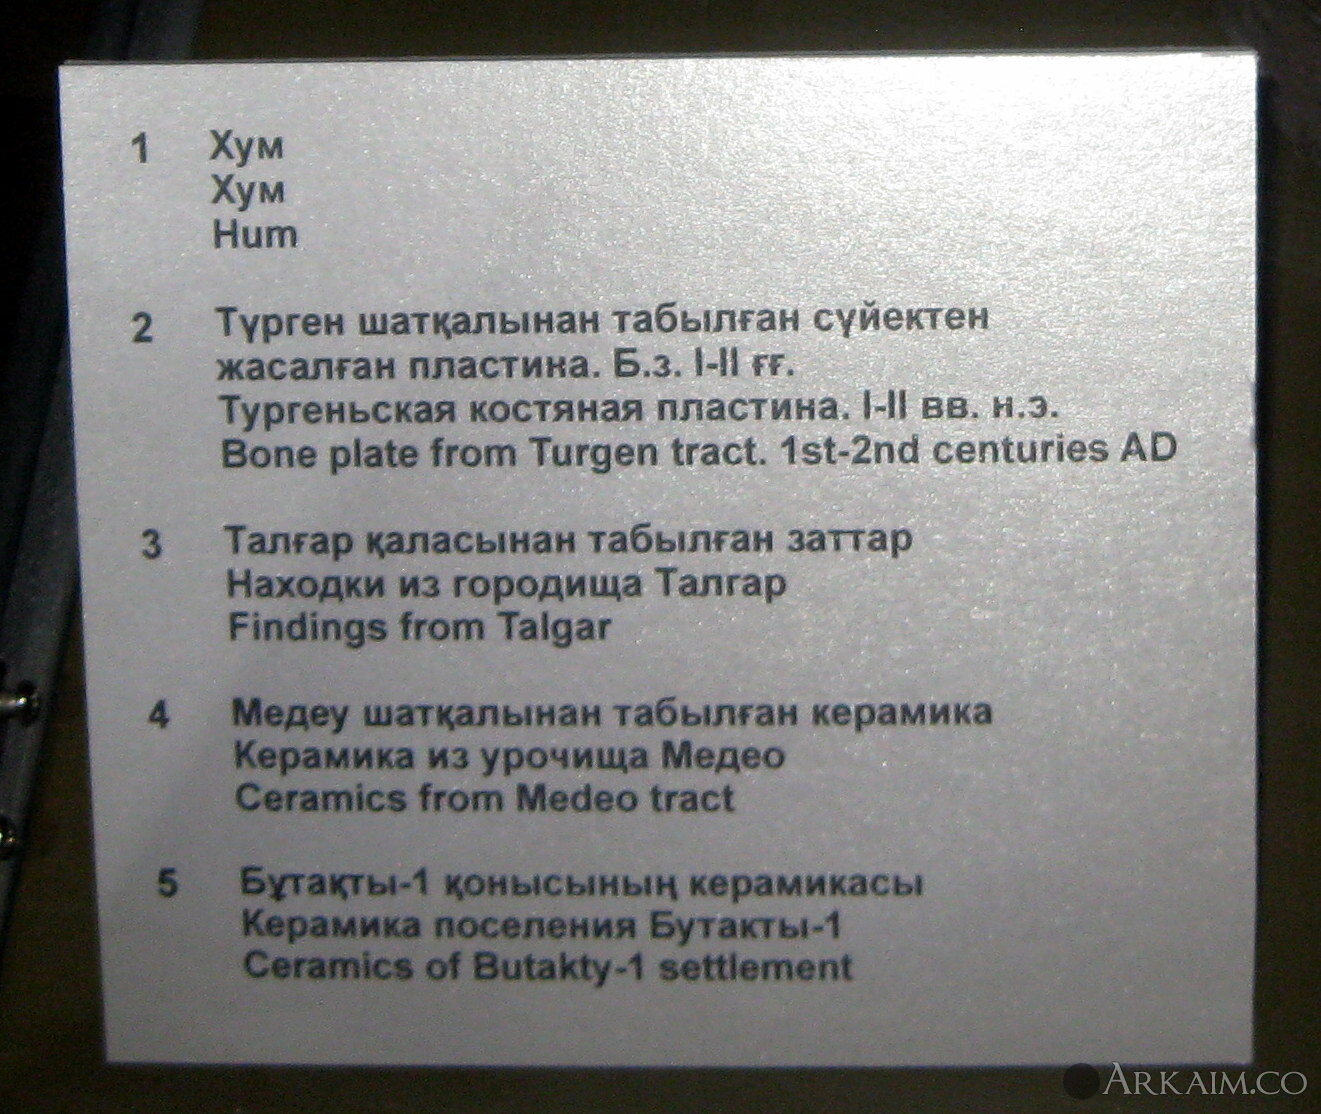 1 Хум
Хум
Hum
2 Түрген шатқалынан табылған сүйектен
жасалған пластина. Б.з. I-II ғғ.
Тургеньская костяная пластина. I-II вв. н.э.
Bone plate from Turgen tract. 1st-2nd centuries AD
3 Талғар қаласынан табылған заттар
Находки из городища Талгар
Findings from Talgar
4 Медеу шатқалынан табылған керамика
Керамика из урочища Медео
Ceramics from Medeo tract
5 Бұтақты-1 қонысының керамикасы
Керамика поселения Бутакты-1
Ceramics of Butakty-1 settlement
ARKAIM.CO